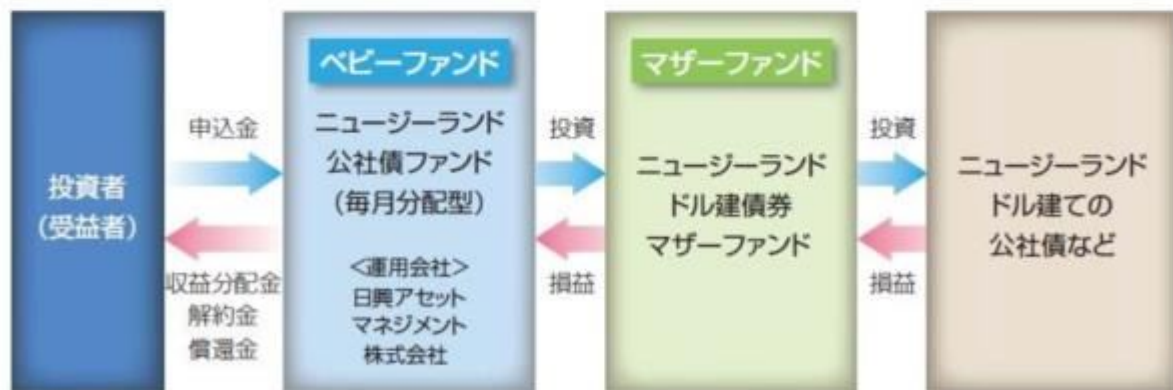 投資者
(受益者)
申込金
収益分配金
解約金
償還金
ベビーファンド
ニュージーランド
公社債ファンド
(毎月分配型)
<運用会社>
日興アセット
マネジメント
株式会社
投資
損益
マザーファンド
ニュージーランド
ドル建債券
マザーファンド
投資
損益
ニュージーランド
ドル建ての
公社債など